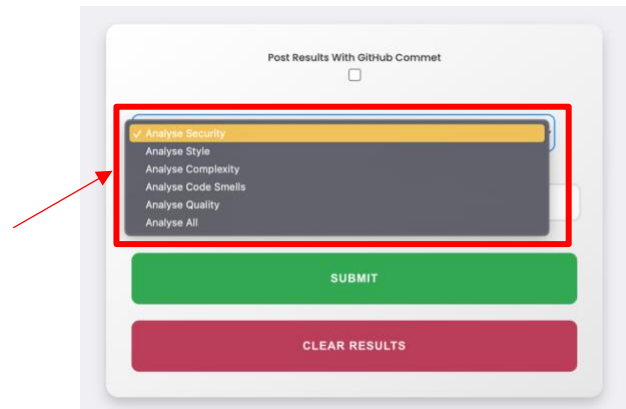 Post Results With GitHub Commet
✓ Analyse Security
Analyse Style
Analyse Complexity
Analyse Code Smells
Analyse Quality
Analyse All
SUBMIT
CLEAR RESULTS